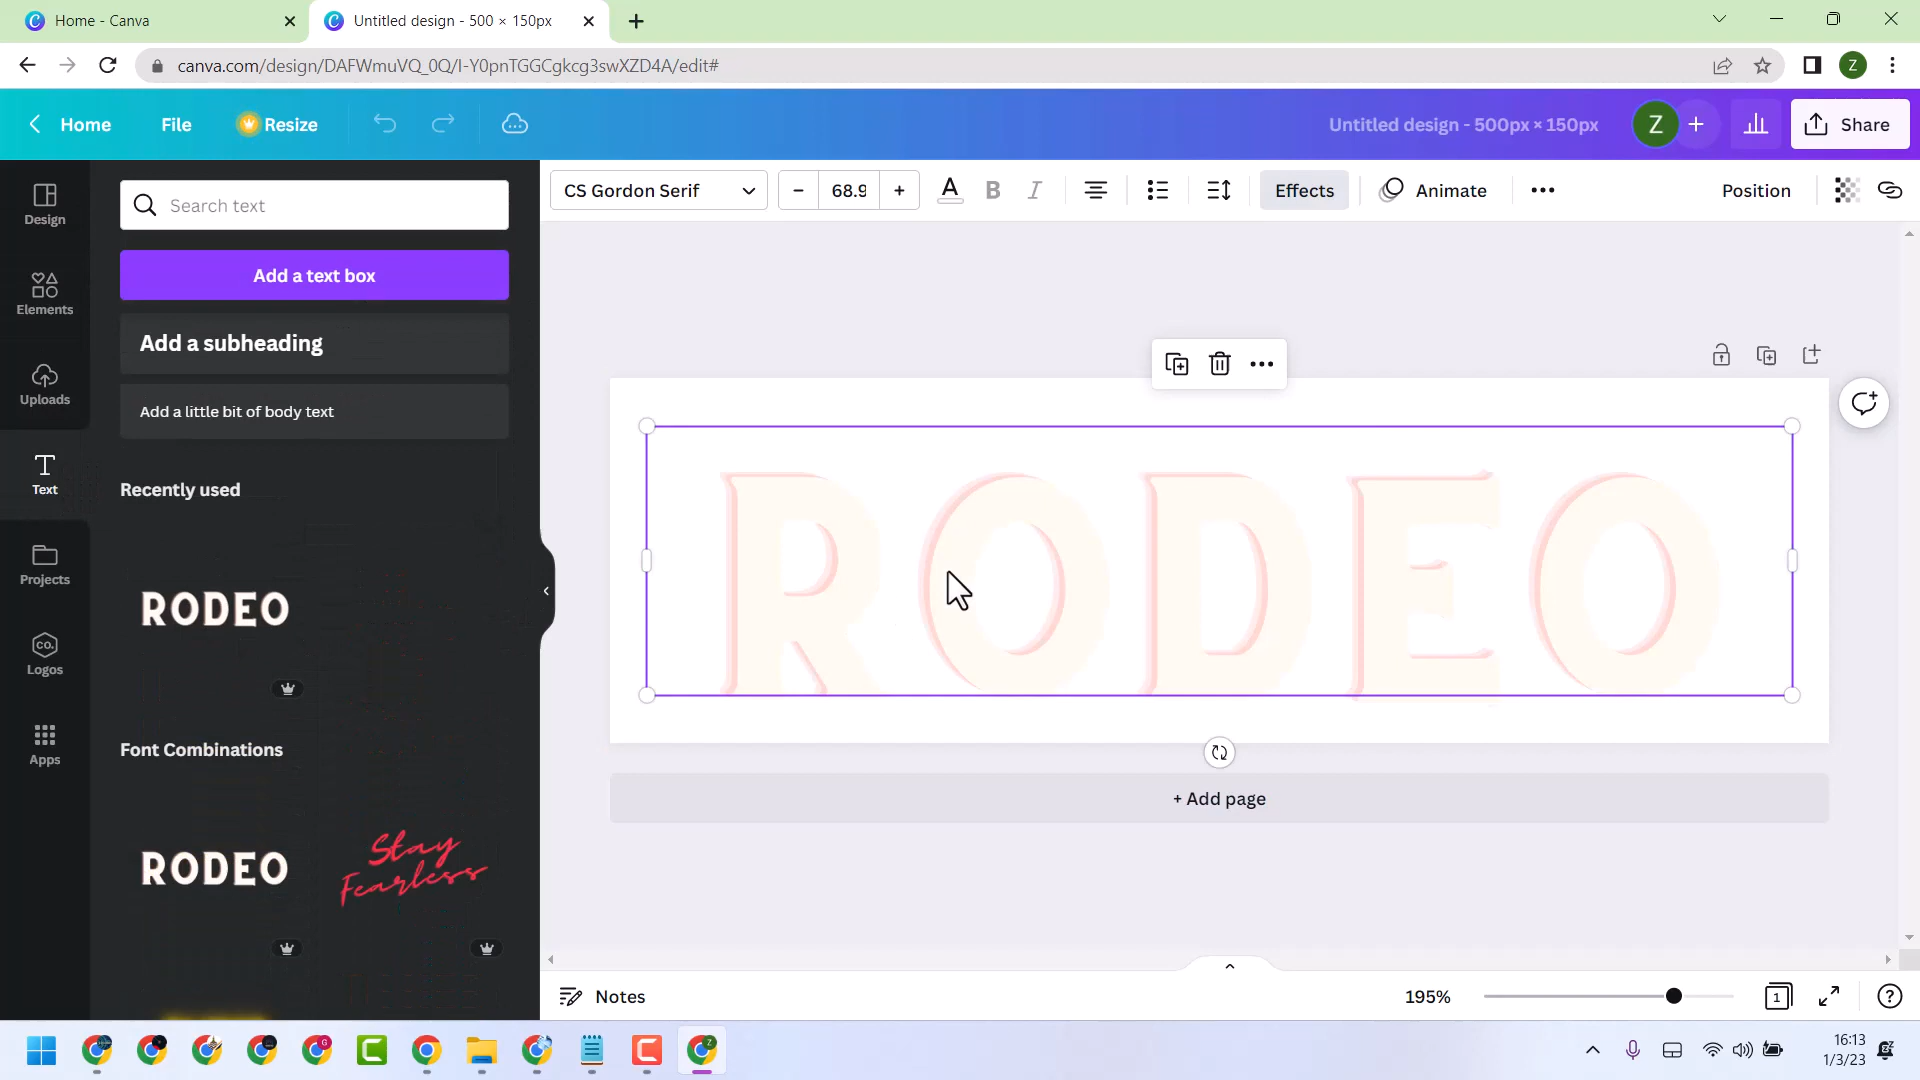 Home - Canva
Untitled design - 500 × 150px
canva.com/design/DAFWmuVQ_0Q/I-Y0pnTGGCgkcg3swXZD4A/edit#
Z
Home
File
Resize
Untitled design - 500px × 150px
Z
Share
Design
Elements
Uploads
Text
Projects
CO.
Logos
Apps
Search text
Add a text box
Add a subheading
Add a little bit of body text
Recently used
RODEO
Font Combinations
RODEO
Stay
Fearless
CS Gordon Serif
68.9
A
B
I
Effects
Animate
Position
RODEO
+ Add page
Notes
195%
1
16:13
1/3/23